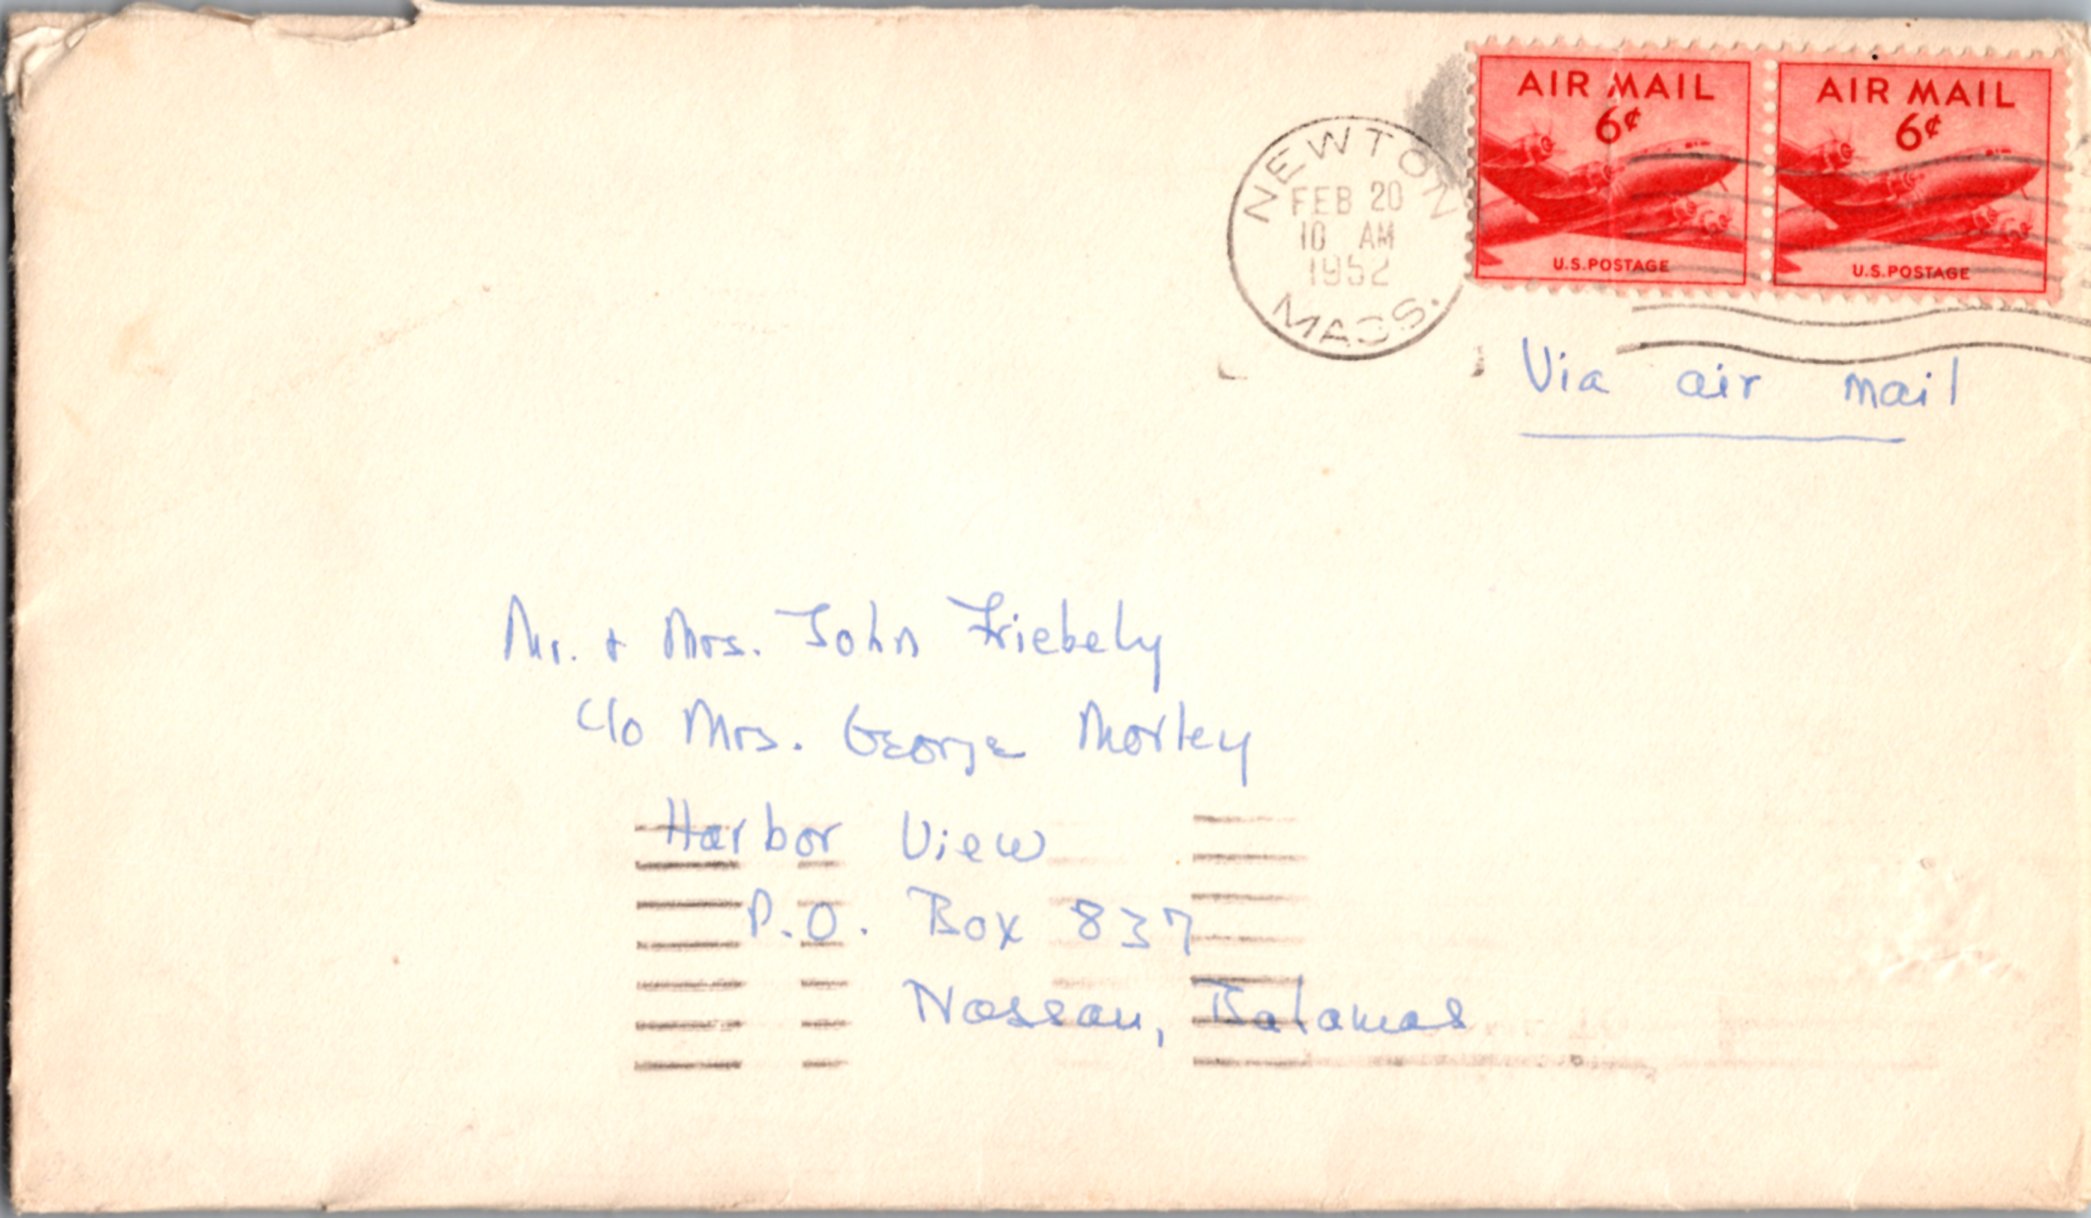 AIR MAIL
6¢
U.S. POSTAGE
AIR MAIL
6¢
U.S. POSTAGE
NEWTON
FEB 20
10 AM
1952
MASS.
Via air mail
Mr. + Mrs. John Friebely
c/o Mrs. George Morley
Harbor View
P.O. Box 837
Nassau, Bahamas